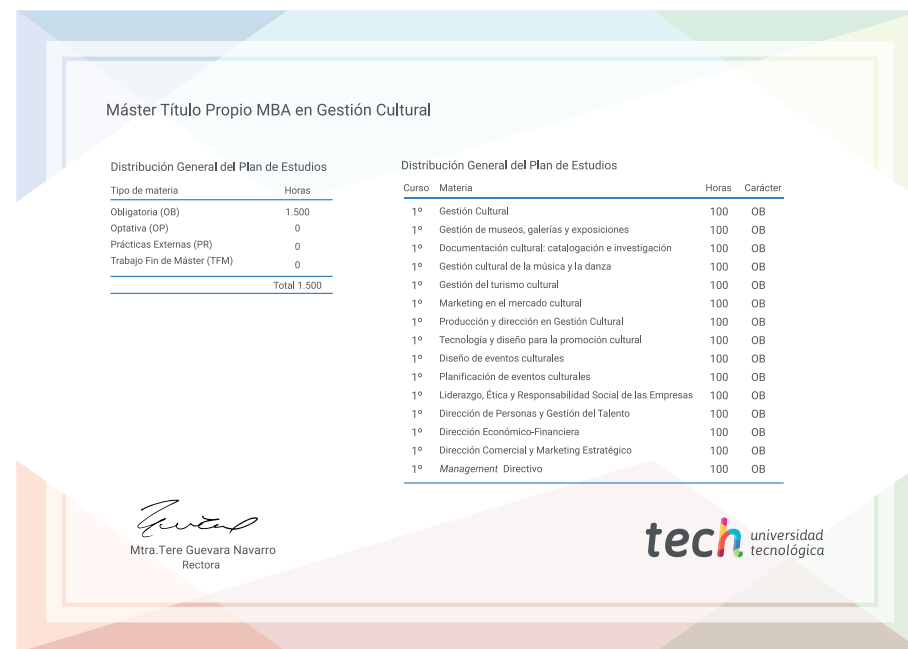 Máster Título Propio MBA en Gestión Cultural
Distribución General del Plan de Estudios
Tipo de materia Horas
Obligatoria (OB) 1.500
Optativa (OP) 0
Prácticas Externas (PR) 0
Trabajo Fin de Máster (TFM) 0
Total 1.500
Distribución General del Plan de Estudios
Curso Materia Horas Carácter
1º Gestión Cultural 100 OB
1º Gestión de museos, galerías y exposiciones 100 OB
1º Documentación cultural: catalogación e investigación 100 OB
1º Gestión cultural de la música y la danza 100 OB
1º Gestión del turismo cultural 100 OB
1º Marketing en el mercado cultural 100 OB
1º Producción y dirección en Gestión Cultural 100 OB
1º Tecnología y diseño para la promoción cultural 100 OB
1º Diseño de eventos culturales 100 OB
1º Planificación de eventos culturales 100 OB
1º Liderazgo, Ética y Responsabilidad Social de las Empresas 100 OB
1º Dirección de Personas y Gestión del Talento 100 OB
1º Dirección Económico-Financiera 100 OB
1º Dirección Comercial y Marketing Estratégico 100 OB
1º Management Directivo 100 OB
Mtra.Tere Guevara Navarro
Rectora
tech universidad
tecnológica